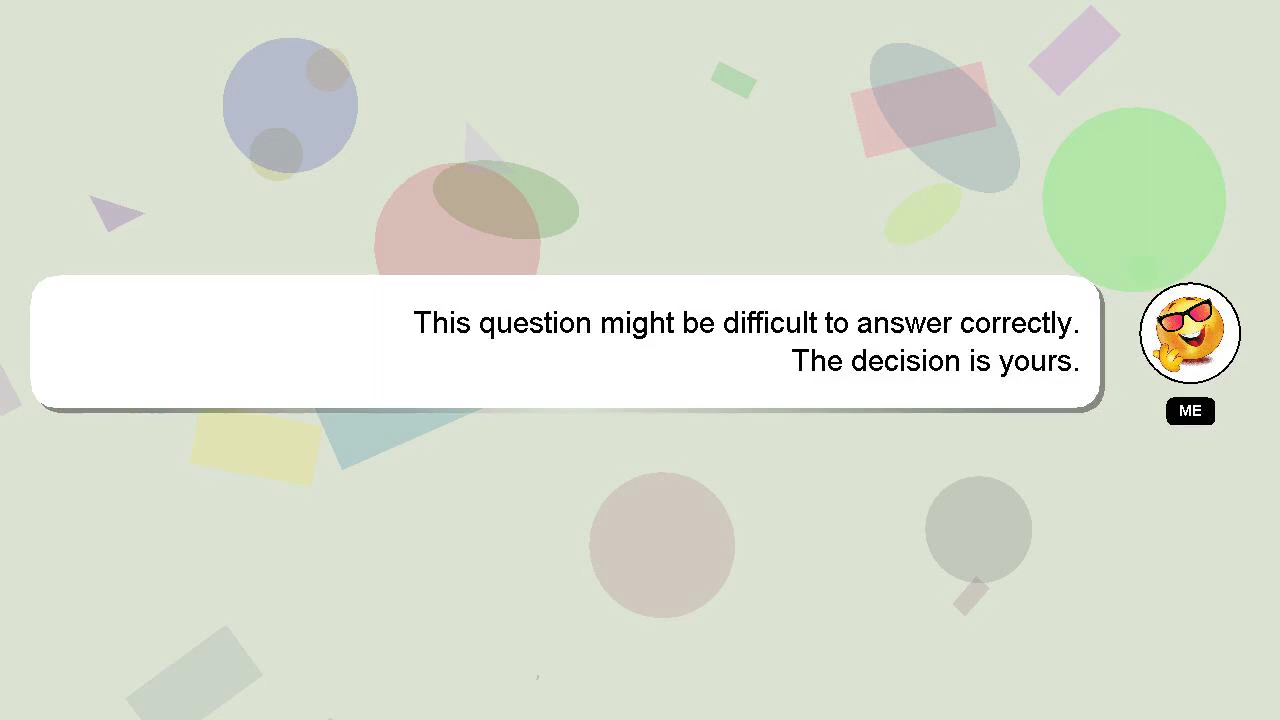 This question might be difficult to answer correctly.
The decision is yours.
ME